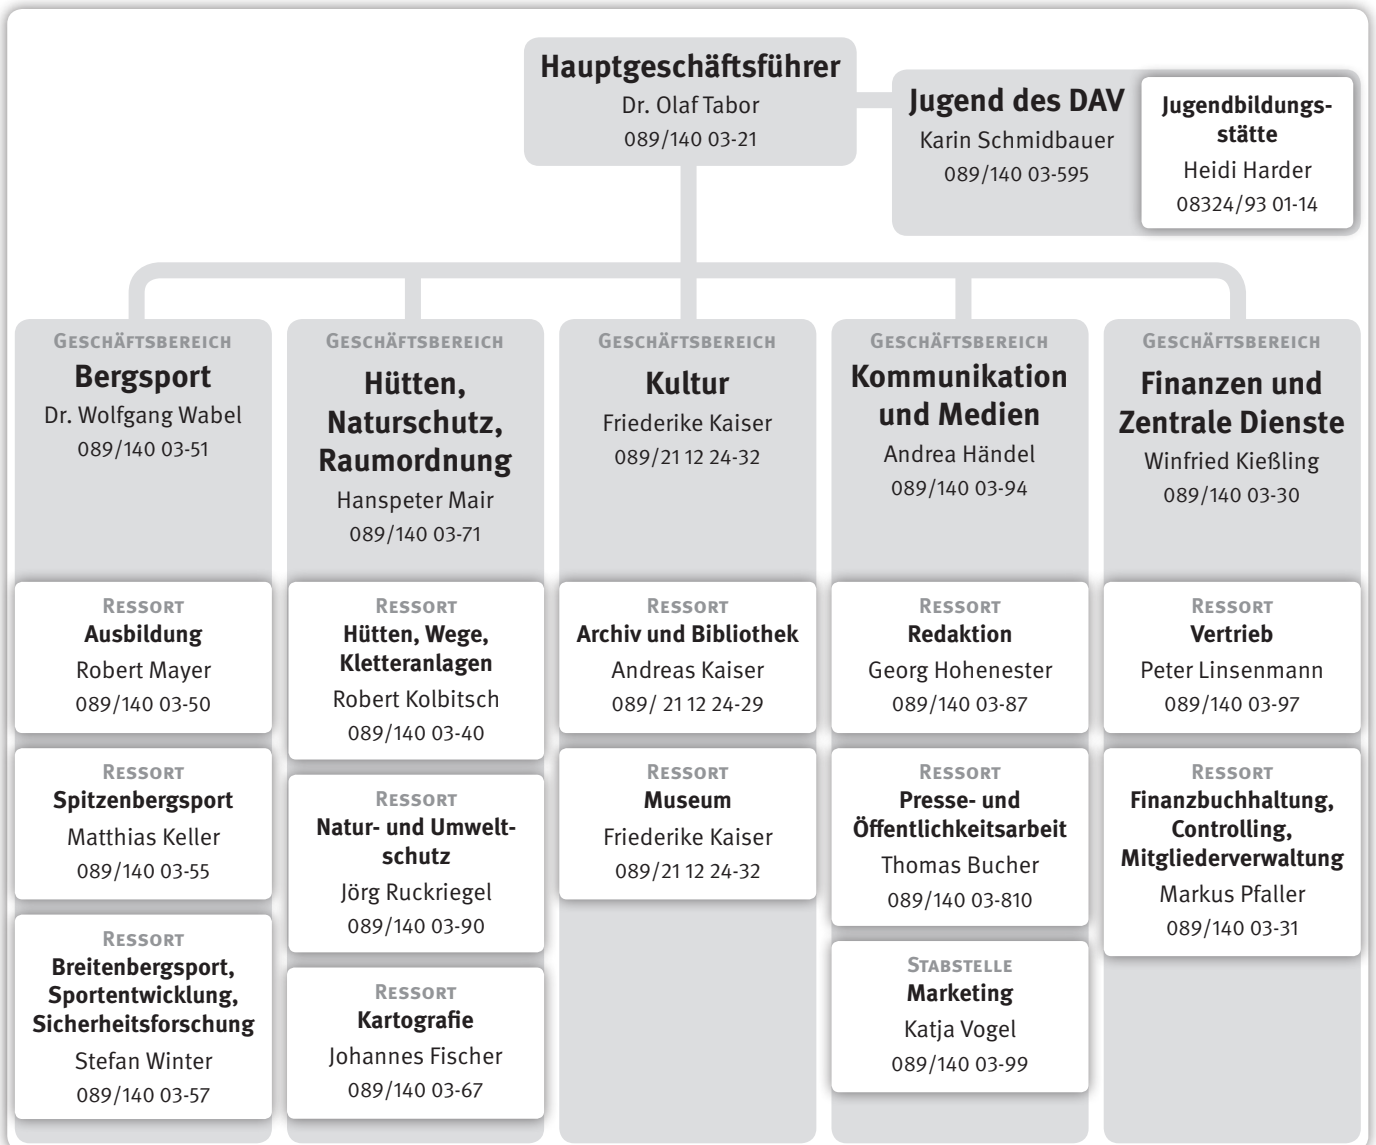 Hauptgeschäftsführer
Dr. Olaf Tabor
089/140 03-21
Jugend des DAV
Karin Schmidbauer
089/140 03-595
Jugendbildungs-
stätte
Heidi Harder
08324/93 01-14
Geschäftsbereich
Bergsport
Dr. Wolfgang Wabel
089/140 03-51
Ressort
Ausbildung
Robert Mayer
089/140 03-50
Ressort
Spitzenbergsport
Matthias Keller
089/140 03-55
Ressort
Breitenbergsport,
Sportentwicklung,
Sicherheitsforschung
Stefan Winter
089/140 03-57
Geschäftsbereich
Hütten,
Naturschutz,
Raumordnung
Hanspeter Mair
089/140 03-71
Ressort
Hütten, Wege,
Kletteranlagen
Robert Kolbitsch
089/140 03-40
Ressort
Natur- und Umwelt-
schutz
Jörg Ruckriegel
089/140 03-90
Ressort
Kartografie
Johannes Fischer
089/140 03-67
Geschäftsbereich
Kultur
Friederike Kaiser
089/21 12 24-32
Ressort
Archiv und Bibliothek
Andreas Kaiser
089/ 21 12 24-29
Ressort
Museum
Friederike Kaiser
089/21 12 24-32
Geschäftsbereich
Kommunikation
und Medien
Andrea Händel
089/140 03-94
Ressort
Redaktion
Georg Hohenester
089/140 03-87
Ressort
Presse- und
Öffentlichkeitsarbeit
Thomas Bucher
089/140 03-810
Stabstelle
Marketing
Katja Vogel
089/140 03-99
Geschäftsbereich
Finanzen und
Zentrale Dienste
Winfried Kießling
089/140 03-30
Ressort
Vertrieb
Peter Linsenmann
089/140 03-97
Ressort
Finanzbuchhaltung,
Controlling,
Mitgliederverwaltung
Markus Pfaller
089/140 03-31